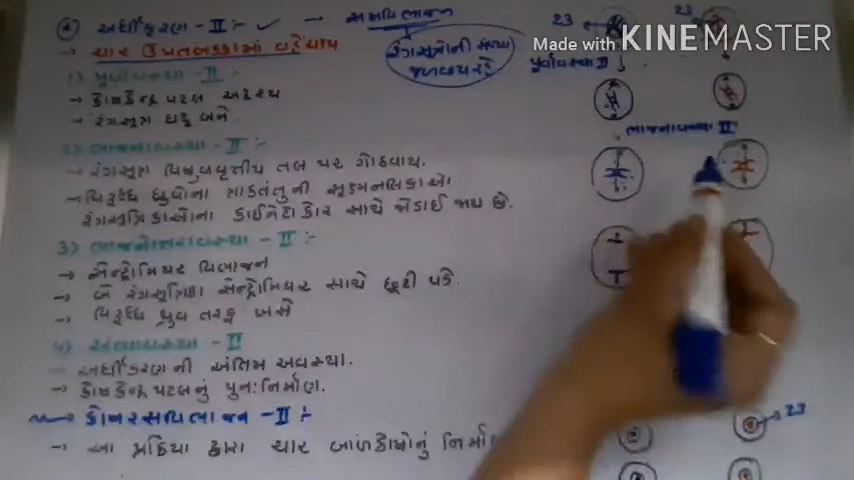 અર્ધીકરણ - II :- → સમવિભાજન
રંગસૂત્રોની સંખ્યા
જળવાય રહે
→ ચાર ઉપતબક્કામાં વહેંચાય
1) પૂર્વાવસ્થા - II :-
→ કોષકેન્દ્ર પટલ અદ્રશ્ય
→ રંગસૂત્ર ટૂંકા બને.
2) ભાજનાવસ્થા - II :-
→ રંગસૂત્ર વિષુવવૃત્તીય તલ પર ગોઠવાય.
→ વિરૂધ્ધ ધ્રુવોના ત્રાકતંતુની સૂક્ષ્મનલિકાઓ
રંગસૂત્રિકાઓના કાઈનેટોકોર સાથે જોડાઈ જાય છે.
3) ભાજનોત્તરાવસ્થા - II :-
→ સેન્ટ્રોમિયર વિભાજન
→ બે રંગસૂત્રિકા સેન્ટ્રોમિયર સાથે છૂટી પડે.
→ વિરૂધ્ધ ધ્રુવ તરફ ખસે
4) અંત્યાવસ્થા - II
→ અર્ધીકરણની અંતિમ અવસ્થા.
→ કોષકેન્દ્રપટલનું પુનઃનિર્માણ.
કોષરસવિભાજન - II :-
→ આ પ્રક્રિયા દ્વારા ચાર બાળકોષોનું નિર્મા
23
23
Made with KINEMASTER
પૂર્વાવસ્થા II
ભાજનાવસ્થા II
23